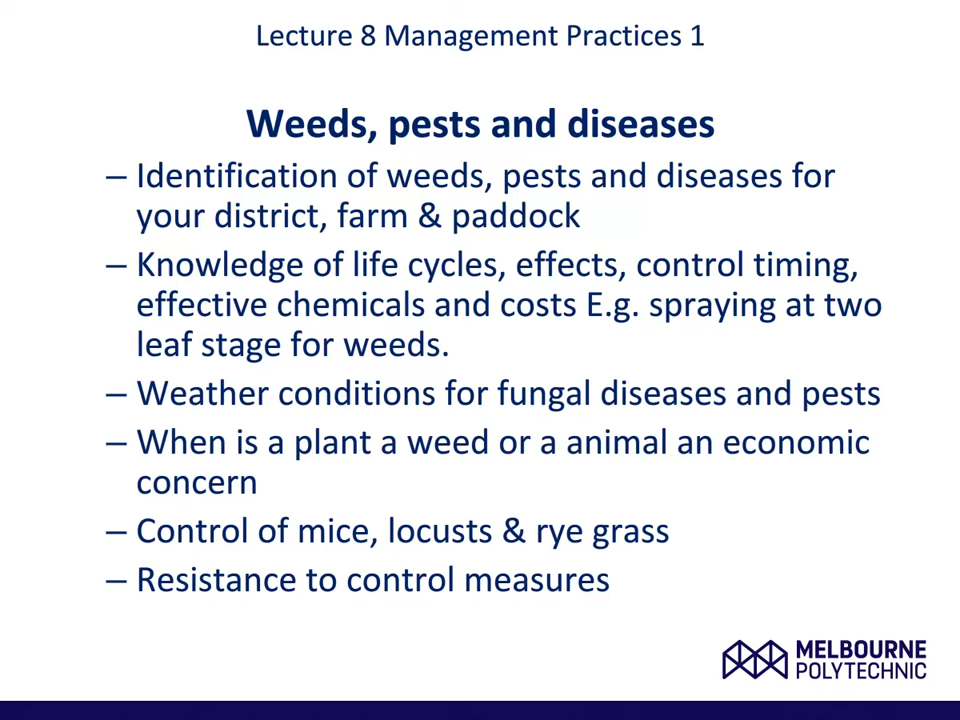 Lecture 8 Management Practices 1
Weeds, pests and diseases
– Identification of weeds, pests and diseases for
your district, farm & paddock
– Knowledge of life cycles, effects, control timing,
effective chemicals and costs E.g. spraying at two
leaf stage for weeds.
– Weather conditions for fungal diseases and pests
– When is a plant a weed or a animal an economic
concern
– Control of mice, locusts & rye grass
– Resistance to control measures
MELBOURNE
POLYTECHNIC